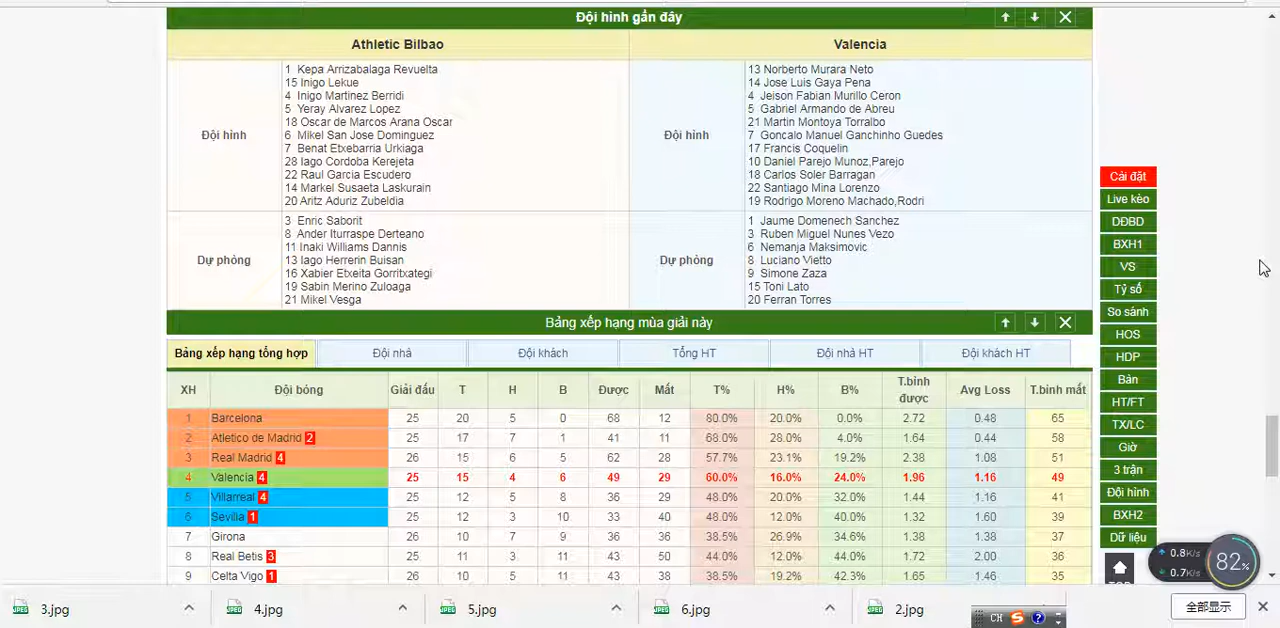 Đội hình gần đây
Athletic Bilbao Valencia
Đội hình
1 Kepa Arrizabalaga Revuelta
15 Inigo Lekue
4 Inigo Martinez Berridi
5 Yeray Alvarez Lopez
18 Oscar de Marcos Arana Oscar
6 Mikel San Jose Dominguez
7 Benat Etxebarria Urkiaga
28 Iago Cordoba Kerejeta
22 Raul Garcia Escudero
14 Markel Susaeta Laskurain
20 Aritz Aduriz Zubeldia
Đội hình
13 Norberto Murara Neto
14 Jose Luis Gaya Pena
4 Jeison Fabian Murillo Ceron
5 Gabriel Armando de Abreu
21 Martin Montoya Torralbo
7 Goncalo Manuel Ganchinho Guedes
17 Francis Coquelin
10 Daniel Parejo Munoz,Parejo
18 Carlos Soler Barragan
22 Santiago Mina Lorenzo
19 Rodrigo Moreno Machado,Rodri
Dự phòng
3 Enric Saborit
8 Ander Iturraspe Derteano
11 Inaki Williams Dannis
13 Iago Herrerin Buisan
16 Xabier Etxeita Gorritxategi
19 Sabin Merino Zuloaga
21 Mikel Vesga
Dự phòng
1 Jaume Domenech Sanchez
3 Ruben Miguel Nunes Vezo
6 Nemanja Maksimovic
8 Luciano Vietto
9 Simone Zaza
15 Toni Lato
20 Ferran Torres
Bảng xếp hạng mùa giải này
Bảng xếp hạng tổng hợp Đội nhà Đội khách Tổng HT Đội nhà HT Đội khách HT
XH Đội bóng Giải đấu T H B Được Mất T% H% B% T.bình được Avg Loss T.bình mất
1 Barcelona 25 20 5 0 68 12 80.0% 20.0% 0.0% 2.72 0.48 65
2 Atletico de Madrid 2 25 17 7 1 41 11 68.0% 28.0% 4.0% 1.64 0.44 58
3 Real Madrid 4 26 15 6 5 62 28 57.7% 23.1% 19.2% 2.38 1.08 51
4 Valencia 4 25 15 4 6 49 29 60.0% 16.0% 24.0% 1.96 1.16 49
5 Villarreal 4 25 12 5 8 36 29 48.0% 20.0% 32.0% 1.44 1.16 41
6 Sevilla 1 25 12 3 10 33 40 48.0% 12.0% 40.0% 1.32 1.60 39
7 Girona 26 10 7 9 36 36 38.5% 26.9% 34.6% 1.38 1.38 37
8 Real Betis 3 25 11 3 11 43 50 44.0% 12.0% 44.0% 1.72 2.00 36
9 Celta Vigo 1 26 10 5 11 43 38 38.5% 19.2% 42.3% 1.65 1.46 35
Cài đặt
Live kèo
DĐBD
BXH1
VS
Tỷ số
So sánh
HOS
HDP
Bàn
HT/FT
TX/LC
Giờ
3 trận
Đội hình
BXH2
Dữ liệu
TOP
0.8K/s
0.7K/s
82%
3.jpg 4.jpg 5.jpg 6.jpg 2.jpg
CH
全部显示